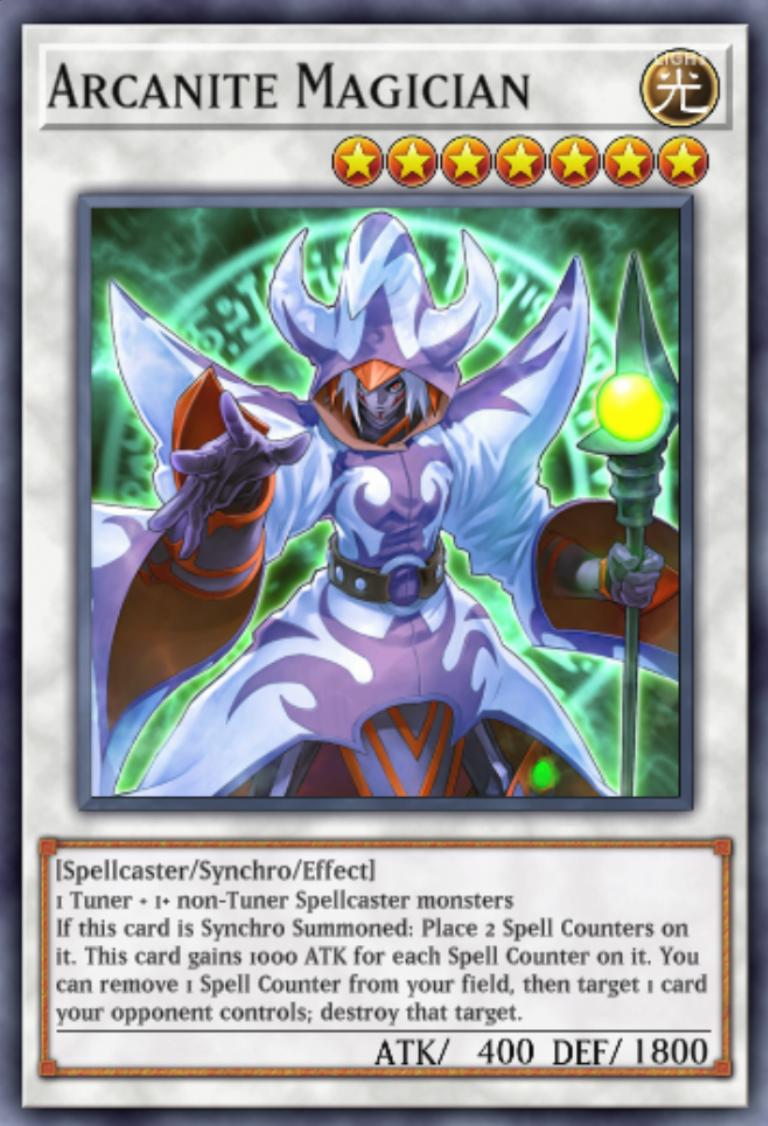 ARCANITE MAGICIAN
LIGHT
光
[Spellcaster/Synchro/Effect]
1 Tuner + 1+ non-Tuner Spellcaster monsters
If this card is Synchro Summoned: Place 2 Spell Counters on
it. This card gains 1000 ATK for each Spell Counter on it. You
can remove 1 Spell Counter from your field, then target 1 card
your opponent controls; destroy that target.
ATK/ 400 DEF/ 1800